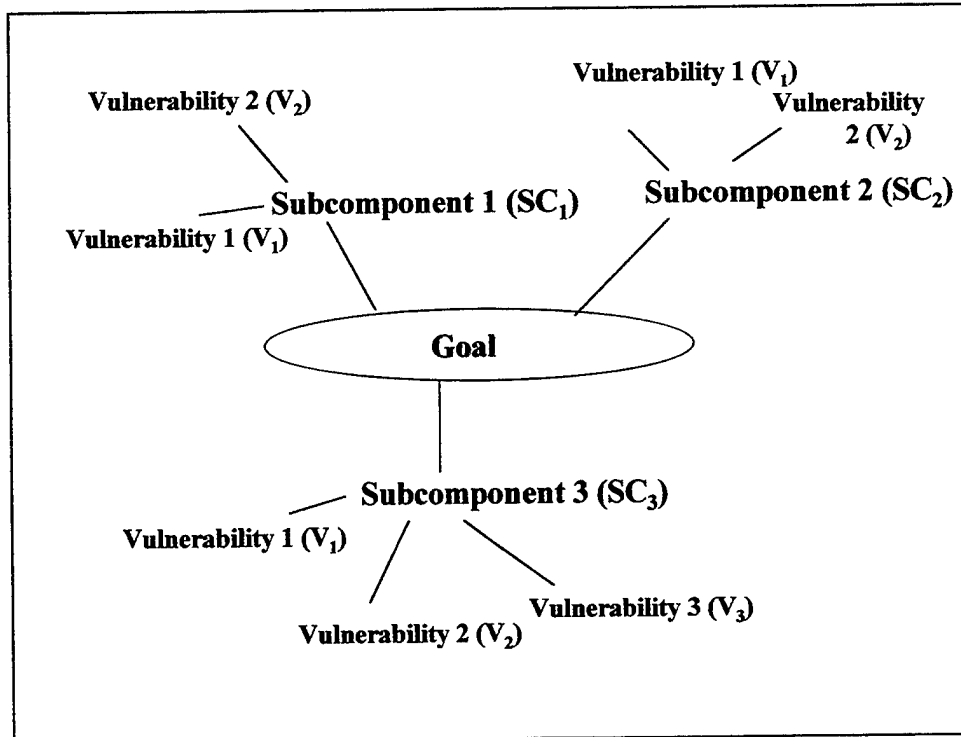 Vulnerability 1 (V₁)
Vulnerability 2 (V₂)
Vulnerability
2 (V₂)
Subcomponent 1 (SC₁)
Subcomponent 2 (SC₂)
Vulnerability 1 (V₁)
Goal
Subcomponent 3 (SC₃)
Vulnerability 1 (V₁)
Vulnerability 3 (V₃)
Vulnerability 2 (V₂)